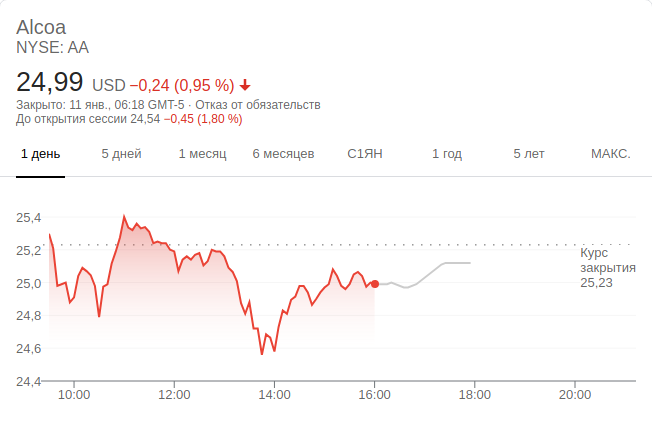 Alcoa
NYSE: AA
24,99 USD −0,24 (0,95 %)
Закрыто: 11 янв., 06:18 GMT-5 · Отказ от обязательств
До открытия сессии 24,54 −0,45 (1,80 %)
1 день 5 дней 1 месяц 6 месяцев С1ЯН 1 год 5 лет МАКС.
25,4
25,2
25,0
24,8
24,6
24,4
Курс
закрытия
25,23
10:00 12:00 14:00 16:00 18:00 20:00